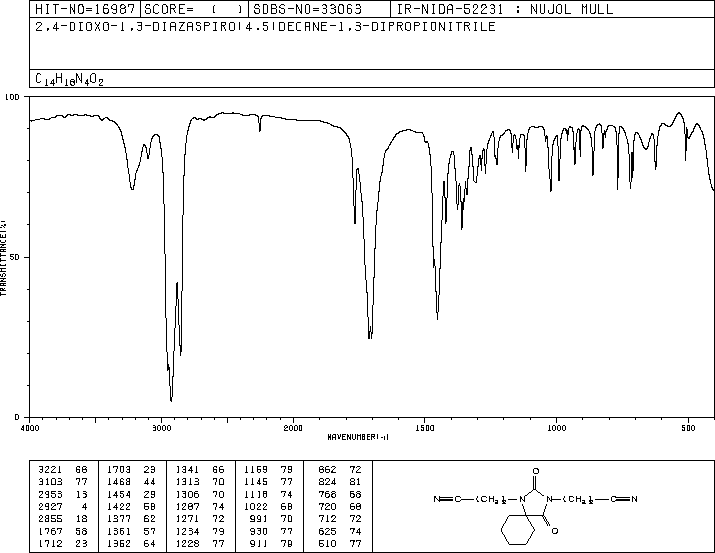 HIT-NO=16987 SCORE= ( ) SDBS-NO=33063 IR-NIDA-52231 : NUJOL MULL
2,4-DIOXO-1,3-DIAZASPIRO(4.5)DECANE-1,3-DIPROPIONITRILE
C14H18N4O2
100
50
0
TRANSMITTANCE(%)
4000 3000 2000 1500 1000 500
WAVENUMBER(-1)
3221 66 1703 23 1341 66 1169 79 862 72
3103 77 1468 44 1313 70 1145 77 824 81
2953 13 1454 29 1306 70 1118 74 766 68
2927 4 1422 58 1287 74 1022 68 720 68
2855 18 1377 62 1271 72 991 70 712 72
1767 58 1361 57 1234 79 930 77 625 74
1712 23 1352 64 1228 77 911 79 510 77
O
N≡C—(CH2)2—N N—(CH2)2—C≡N
O